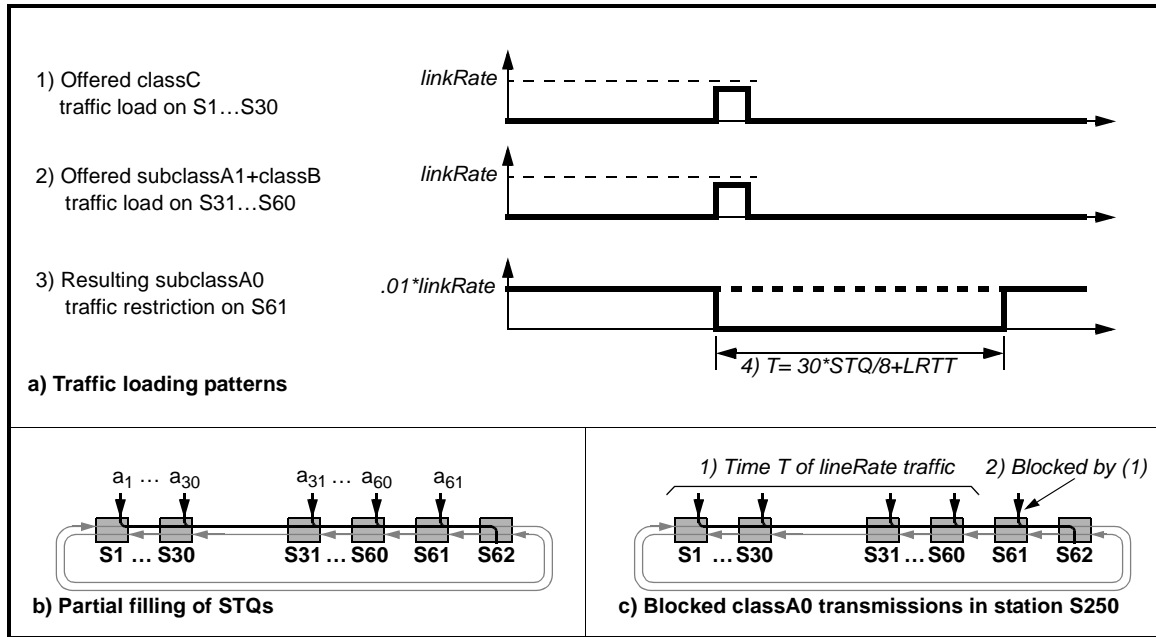 1) Offered classC
traffic load on S1…S30
linkRate
2) Offered subclassA1+classB
traffic load on S31…S60
linkRate
3) Resulting subclassA0
traffic restriction on S61
.01*linkRate
4) T= 30*STQ/8+LRTT
a) Traffic loading patterns
a1 … a30 a31 … a60 a61
S1 … S30 S31 … S60 S61 S62
b) Partial filling of STQs
1) Time T of lineRate traffic 2) Blocked by (1)
S1 … S30 S31 … S60 S61 S62
c) Blocked classA0 transmissions in station S250